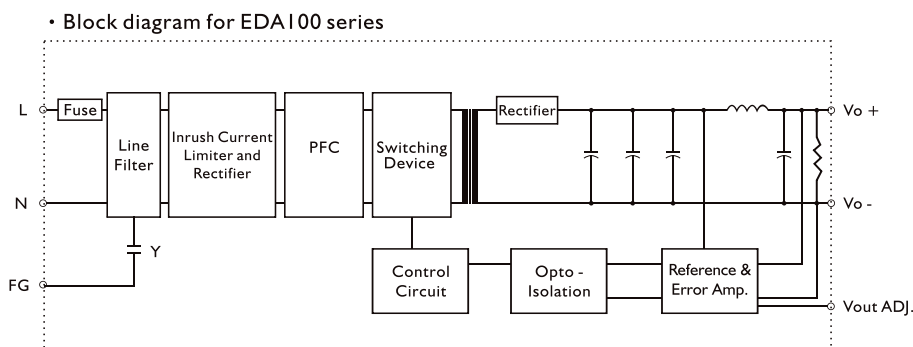 · Block diagram for EDA100 series
L
Fuse
Line
Filter
Inrush Current
Limiter and
Rectifier
PFC
Switching
Device
Rectifier
Vo +
N
Vo -
Y
FG
Control
Circuit
Opto -
Isolation
Reference &
Error Amp.
Vout ADJ.